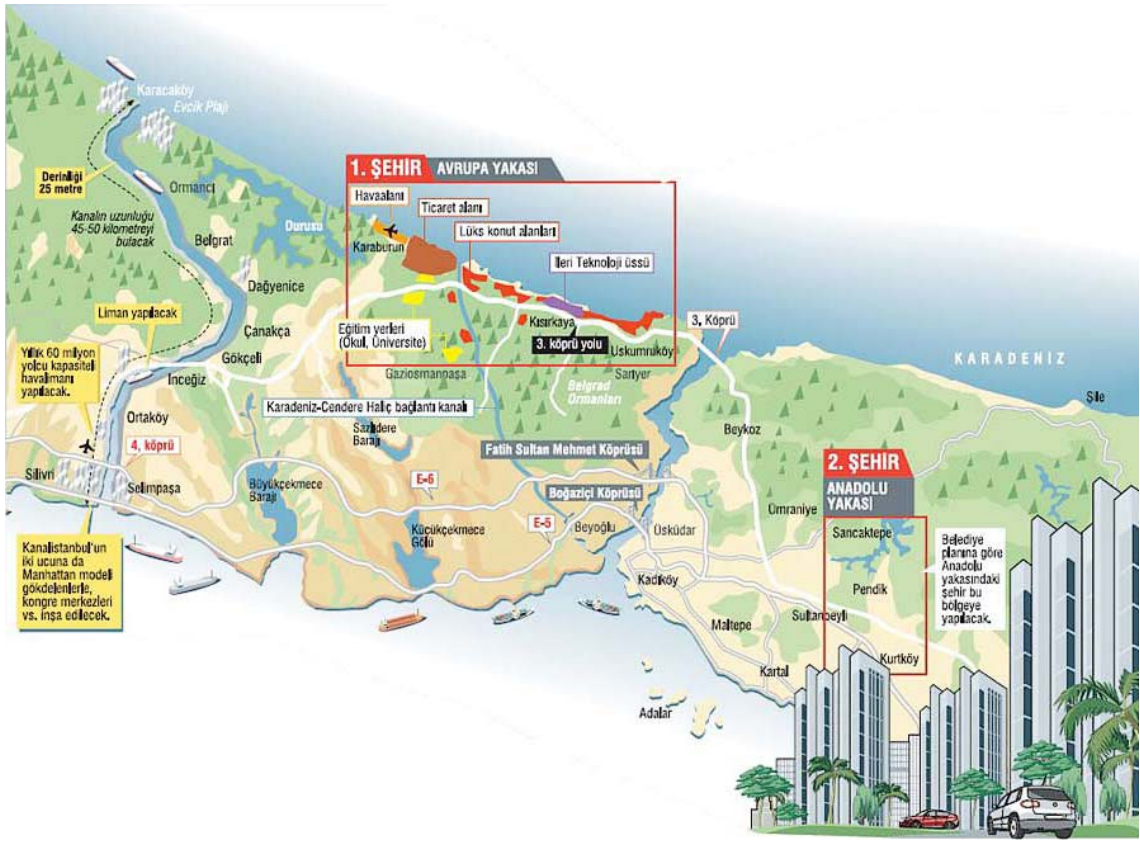 Karacaköy
Evcik Plajı
Derinliği
25 metre
Ormancı
Kanalın uzunluğu
45-50 kilometreyi
bulacak
Durusu
Belgrat
Dağyenice
Liman yapılacak
Çanakça
Yıllık 60 milyon
yolcu kapasiteli
havalimanı
yapılacak.
Gökçeli
İnceğiz
Ortaköy
4, köprü
Silivri
Selimpaşa
Kanalistanbul'un
iki ucuna da
Manhattan modeli
gökdelenlerle,
kongre merkezleri
vs. inşa edilecek.
1. ŞEHİR AVRUPA YAKASI
Havaalanı
Ticaret alanı
Karaburun
Lüks konut alanları
İleri Teknoloji üssü
Eğitim yerleri
(Okul, Üniversite)
Kısırkaya
3. köprü yolu
Uskumruköy
Gaziosmanpaşa
Sarıyer
Belgrad
Ormanları
3, Köprü
KARADENİZ
Şile
Karadeniz-Cendere Haliç bağlantı kanalı
Sazlıdere
Barajı
Beykoz
Fatih Sultan Mehmet Köprüsü
Büyükçekmece
Barajı
E-6
Boğaziçi Köprüsü
Küçükçekmece
Gölü
E-5
Beyoğlu
Üsküdar
Ümraniye
Kadıköy
2. ŞEHİR
ANADOLU
YAKASI
Sancaktepe
Pendik
Belediye
planına göre
Anadolu
yakasındaki
şehir bu
bölgeye
yapılacak.
Sultanbeyli
Maltepe
Kurtköy
Kartal
Adalar